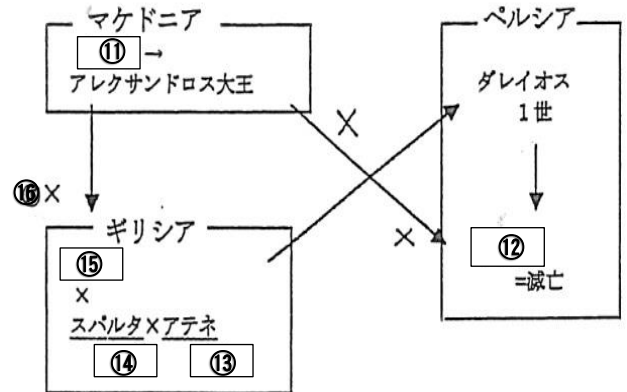 マケドニア
⑪→
アレクサンドロス大王
ペルシア
ダレイオス
1世
⑫
=滅亡
×
×
⑯×
ギリシア
⑮
×
スパルタ×アテネ
⑭ ⑬